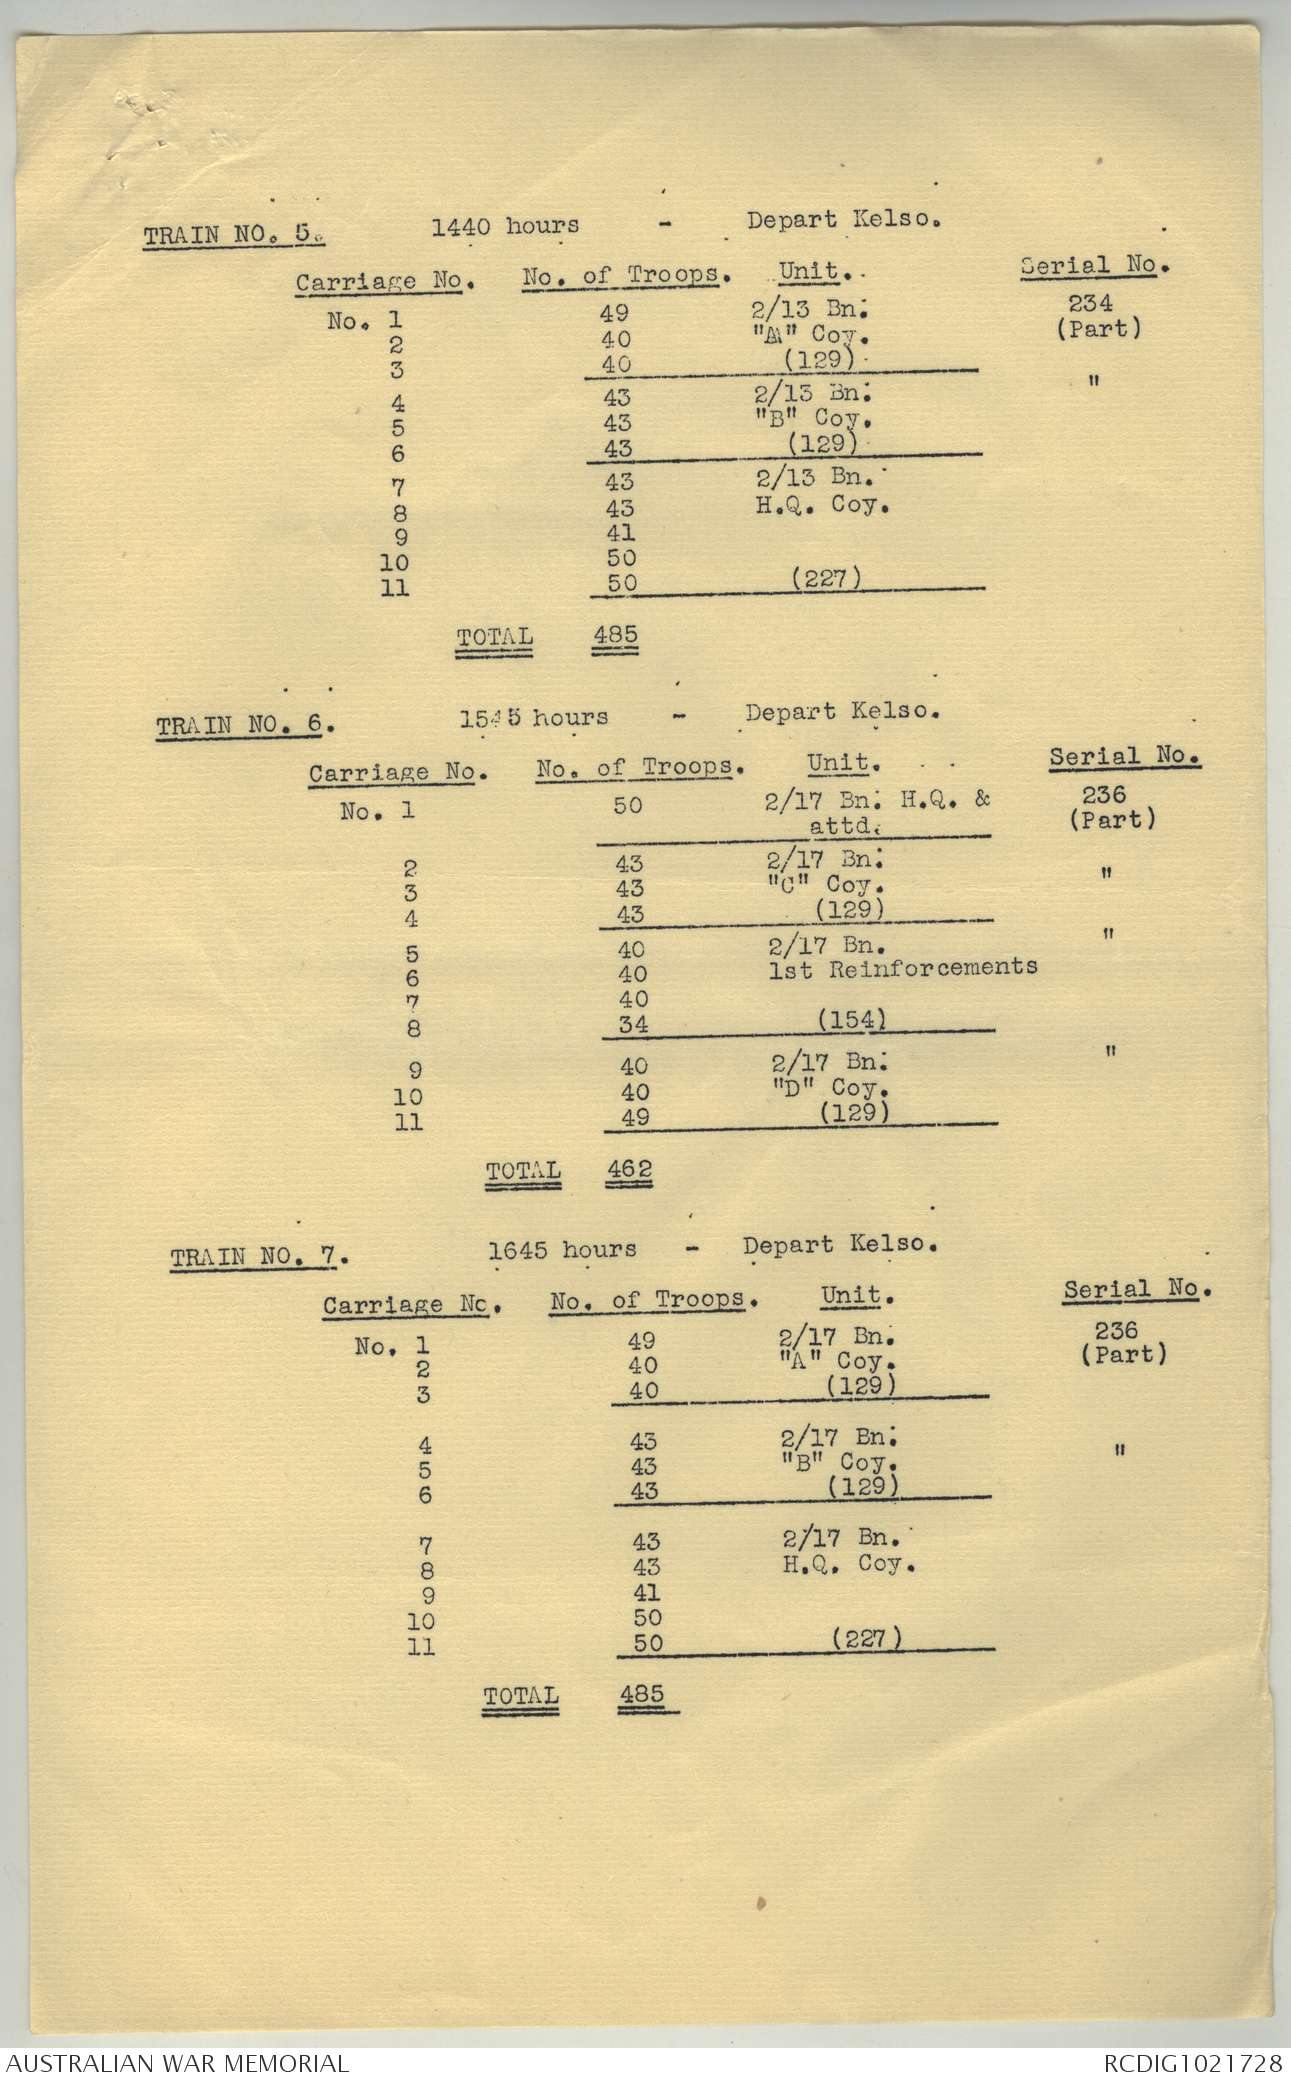 TRAIN NO. 5. 1440 hours - Depart Kelso.
Carriage No. No. of Troops. Unit. Serial No.
No. 1 49 2/13 Bn: 234
2 40 "A" Coy. (Part)
3 40 (129)
4 43 2/13 Bn: "
5 43 "B" Coy.
6 43 (129)
7 43 2/13 Bn.
8 43 H.Q. Coy.
9 41
10 50
11 50 (227)
TOTAL 485
TRAIN NO. 6. 1545 hours - Depart Kelso.
Carriage No. No. of Troops. Unit. Serial No.
No. 1 50 2/17 Bn: H.Q. & 236
attd. (Part)
2 43 2/17 Bn:
3 43 "C" Coy. "
4 43 (129)
5 40 2/17 Bn. "
6 40 1st Reinforcements
7 40
8 34 (154)
9 40 2/17 Bn: "
10 40 "D" Coy.
11 49 (129)
TOTAL 462
TRAIN NO. 7. 1645 hours - Depart Kelso.
Carriage No. No. of Troops. Unit. Serial No.
No. 1 49 2/17 Bn: 236
2 40 "A" Coy. (Part)
3 40 (129)
4 43 2/17 Bn: "
5 43 "B" Coy.
6 43 (129)
7 43 2/17 Bn.
8 43 H.Q. Coy.
9 41
10 50
11 50 (227)
TOTAL 485
AUSTRALIAN WAR MEMORIAL RCDIG1021728